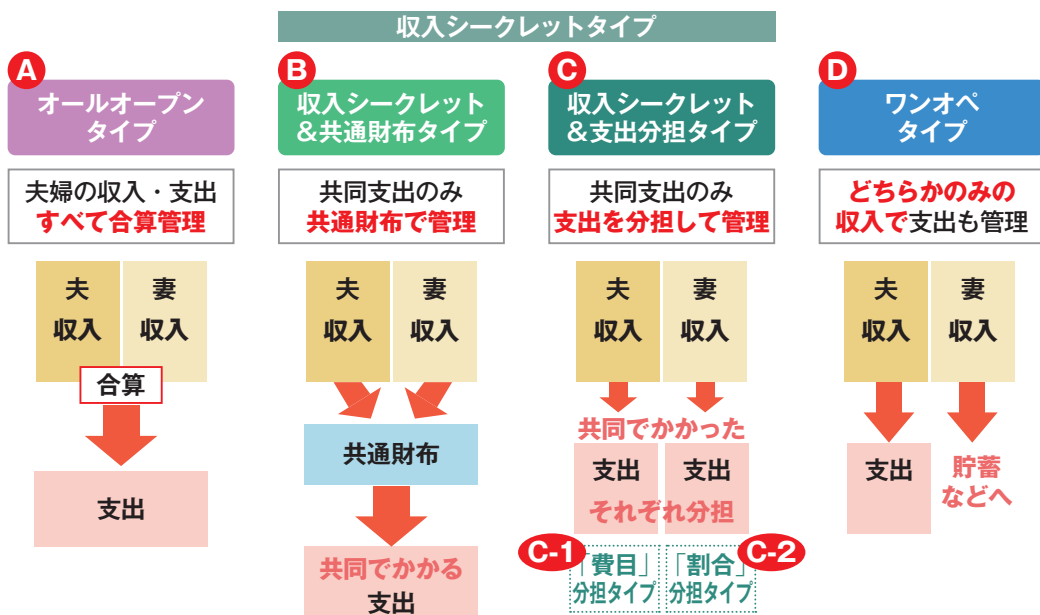 収入シークレットタイプ
A
オールオープン
タイプ
夫婦の収入・支出
すべて合算管理
夫
収入
妻
収入
合算
支出
B
収入シークレット
&共通財布タイプ
共同支出のみ
共通財布で管理
夫
収入
妻
収入
共通財布
共同でかかる
支出
C
収入シークレット
&支出分担タイプ
共同支出のみ
支出を分担して管理
夫
収入
妻
収入
共同でかかった
支出
支出
それぞれ分担
C-1
「費目」
分担タイプ
C-2
「割合」
分担タイプ
D
ワンオペ
タイプ
どちらかのみの
収入で支出も管理
夫
収入
妻
収入
支出
貯蓄
などへ